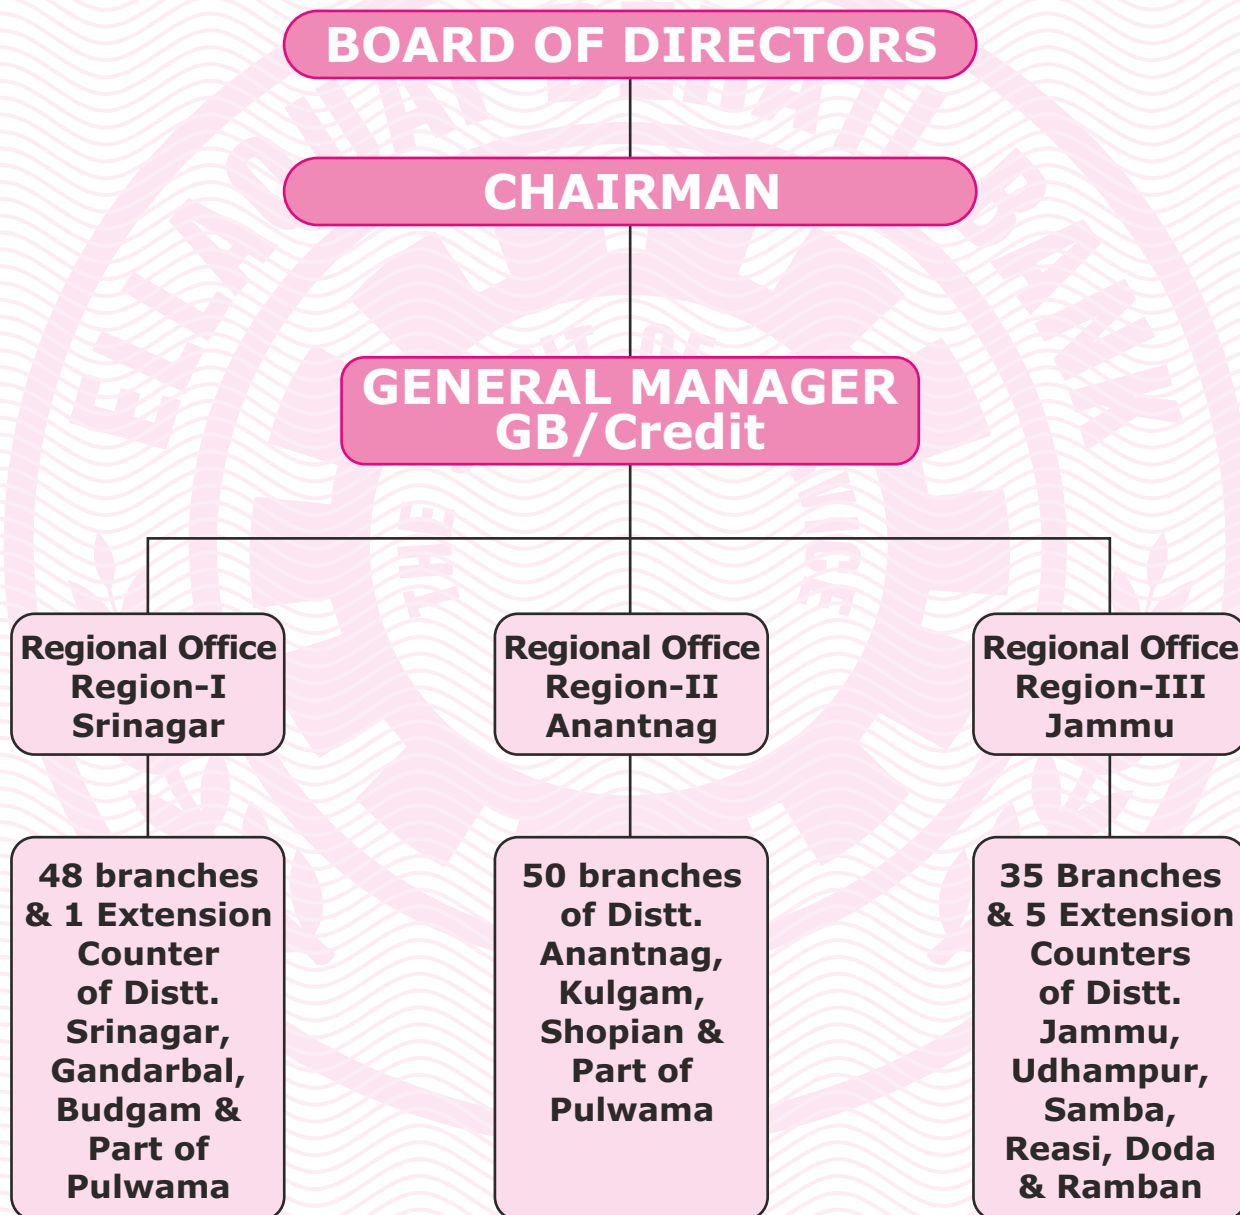 BOARD OF DIRECTORS
CHAIRMAN
GENERAL MANAGER
GB/Credit
Regional Office
Region-I
Srinagar
Regional Office
Region-II
Anantnag
Regional Office
Region-III
Jammu
48 branches
& 1 Extension
Counter
of Distt.
Srinagar,
Gandarbal,
Budgam &
Part of
Pulwama
50 branches
of Distt.
Anantnag,
Kulgam,
Shopian &
Part of
Pulwama
35 Branches
& 5 Extension
Counters
of Distt.
Jammu,
Udhampur,
Samba,
Reasi, Doda
& Ramban